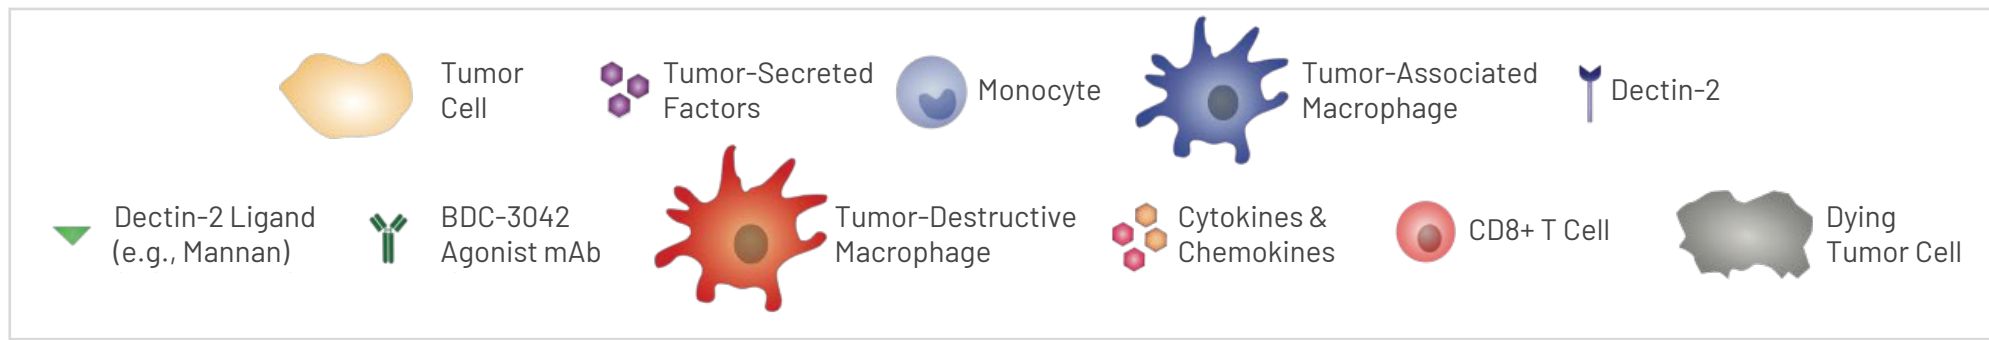 Tumor
Cell
Tumor-Secreted
Factors
Monocyte
Tumor-Associated
Macrophage
Dectin-2
Dectin-2 Ligand
(e.g., Mannan)
BDC-3042
Agonist mAb
Tumor-Destructive
Macrophage
Cytokines &
Chemokines
CD8+ T Cell
Dying
Tumor Cell